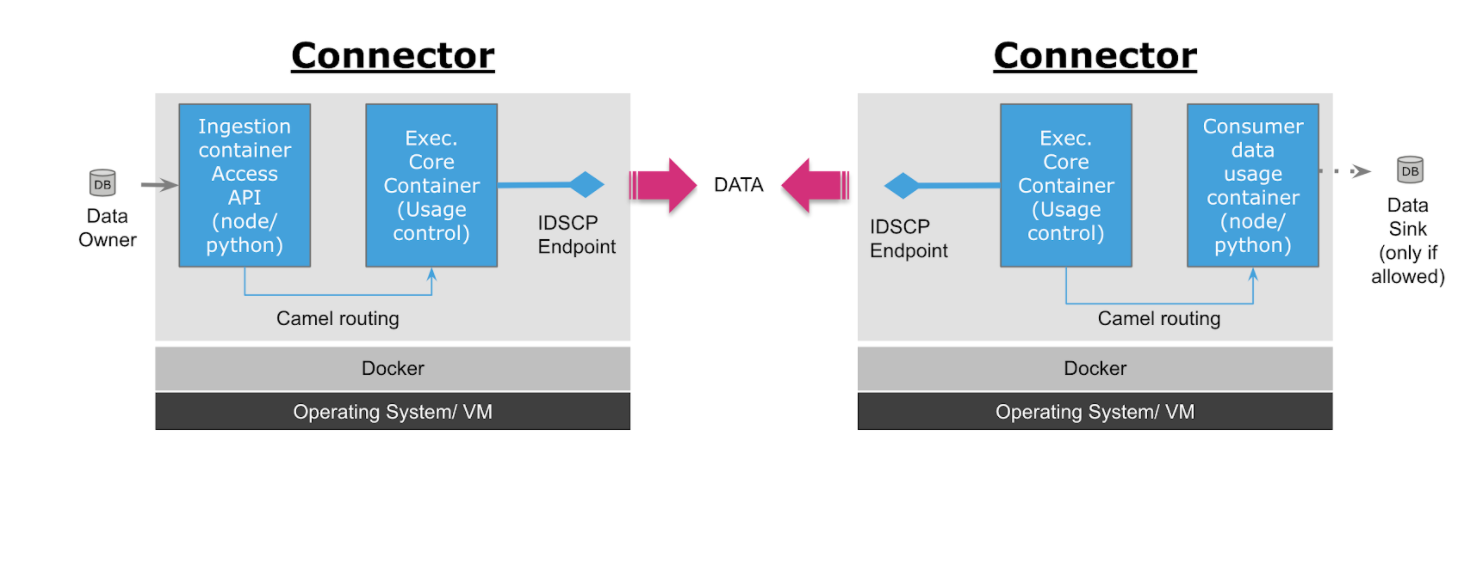 Connector
DB
Data
Owner
Ingestion
container
Access
API
(node/
python)
Exec.
Core
Container
(Usage
control)
IDSCP
Endpoint
Camel routing
Docker
Operating System/ VM
DATA
Connector
IDSCP
Endpoint
Exec.
Core
Container
(Usage
control)
Consumer
data
usage
container
(node/
python)
Camel routing
DB
Data
Sink
(only if
allowed)
Docker
Operating System/ VM